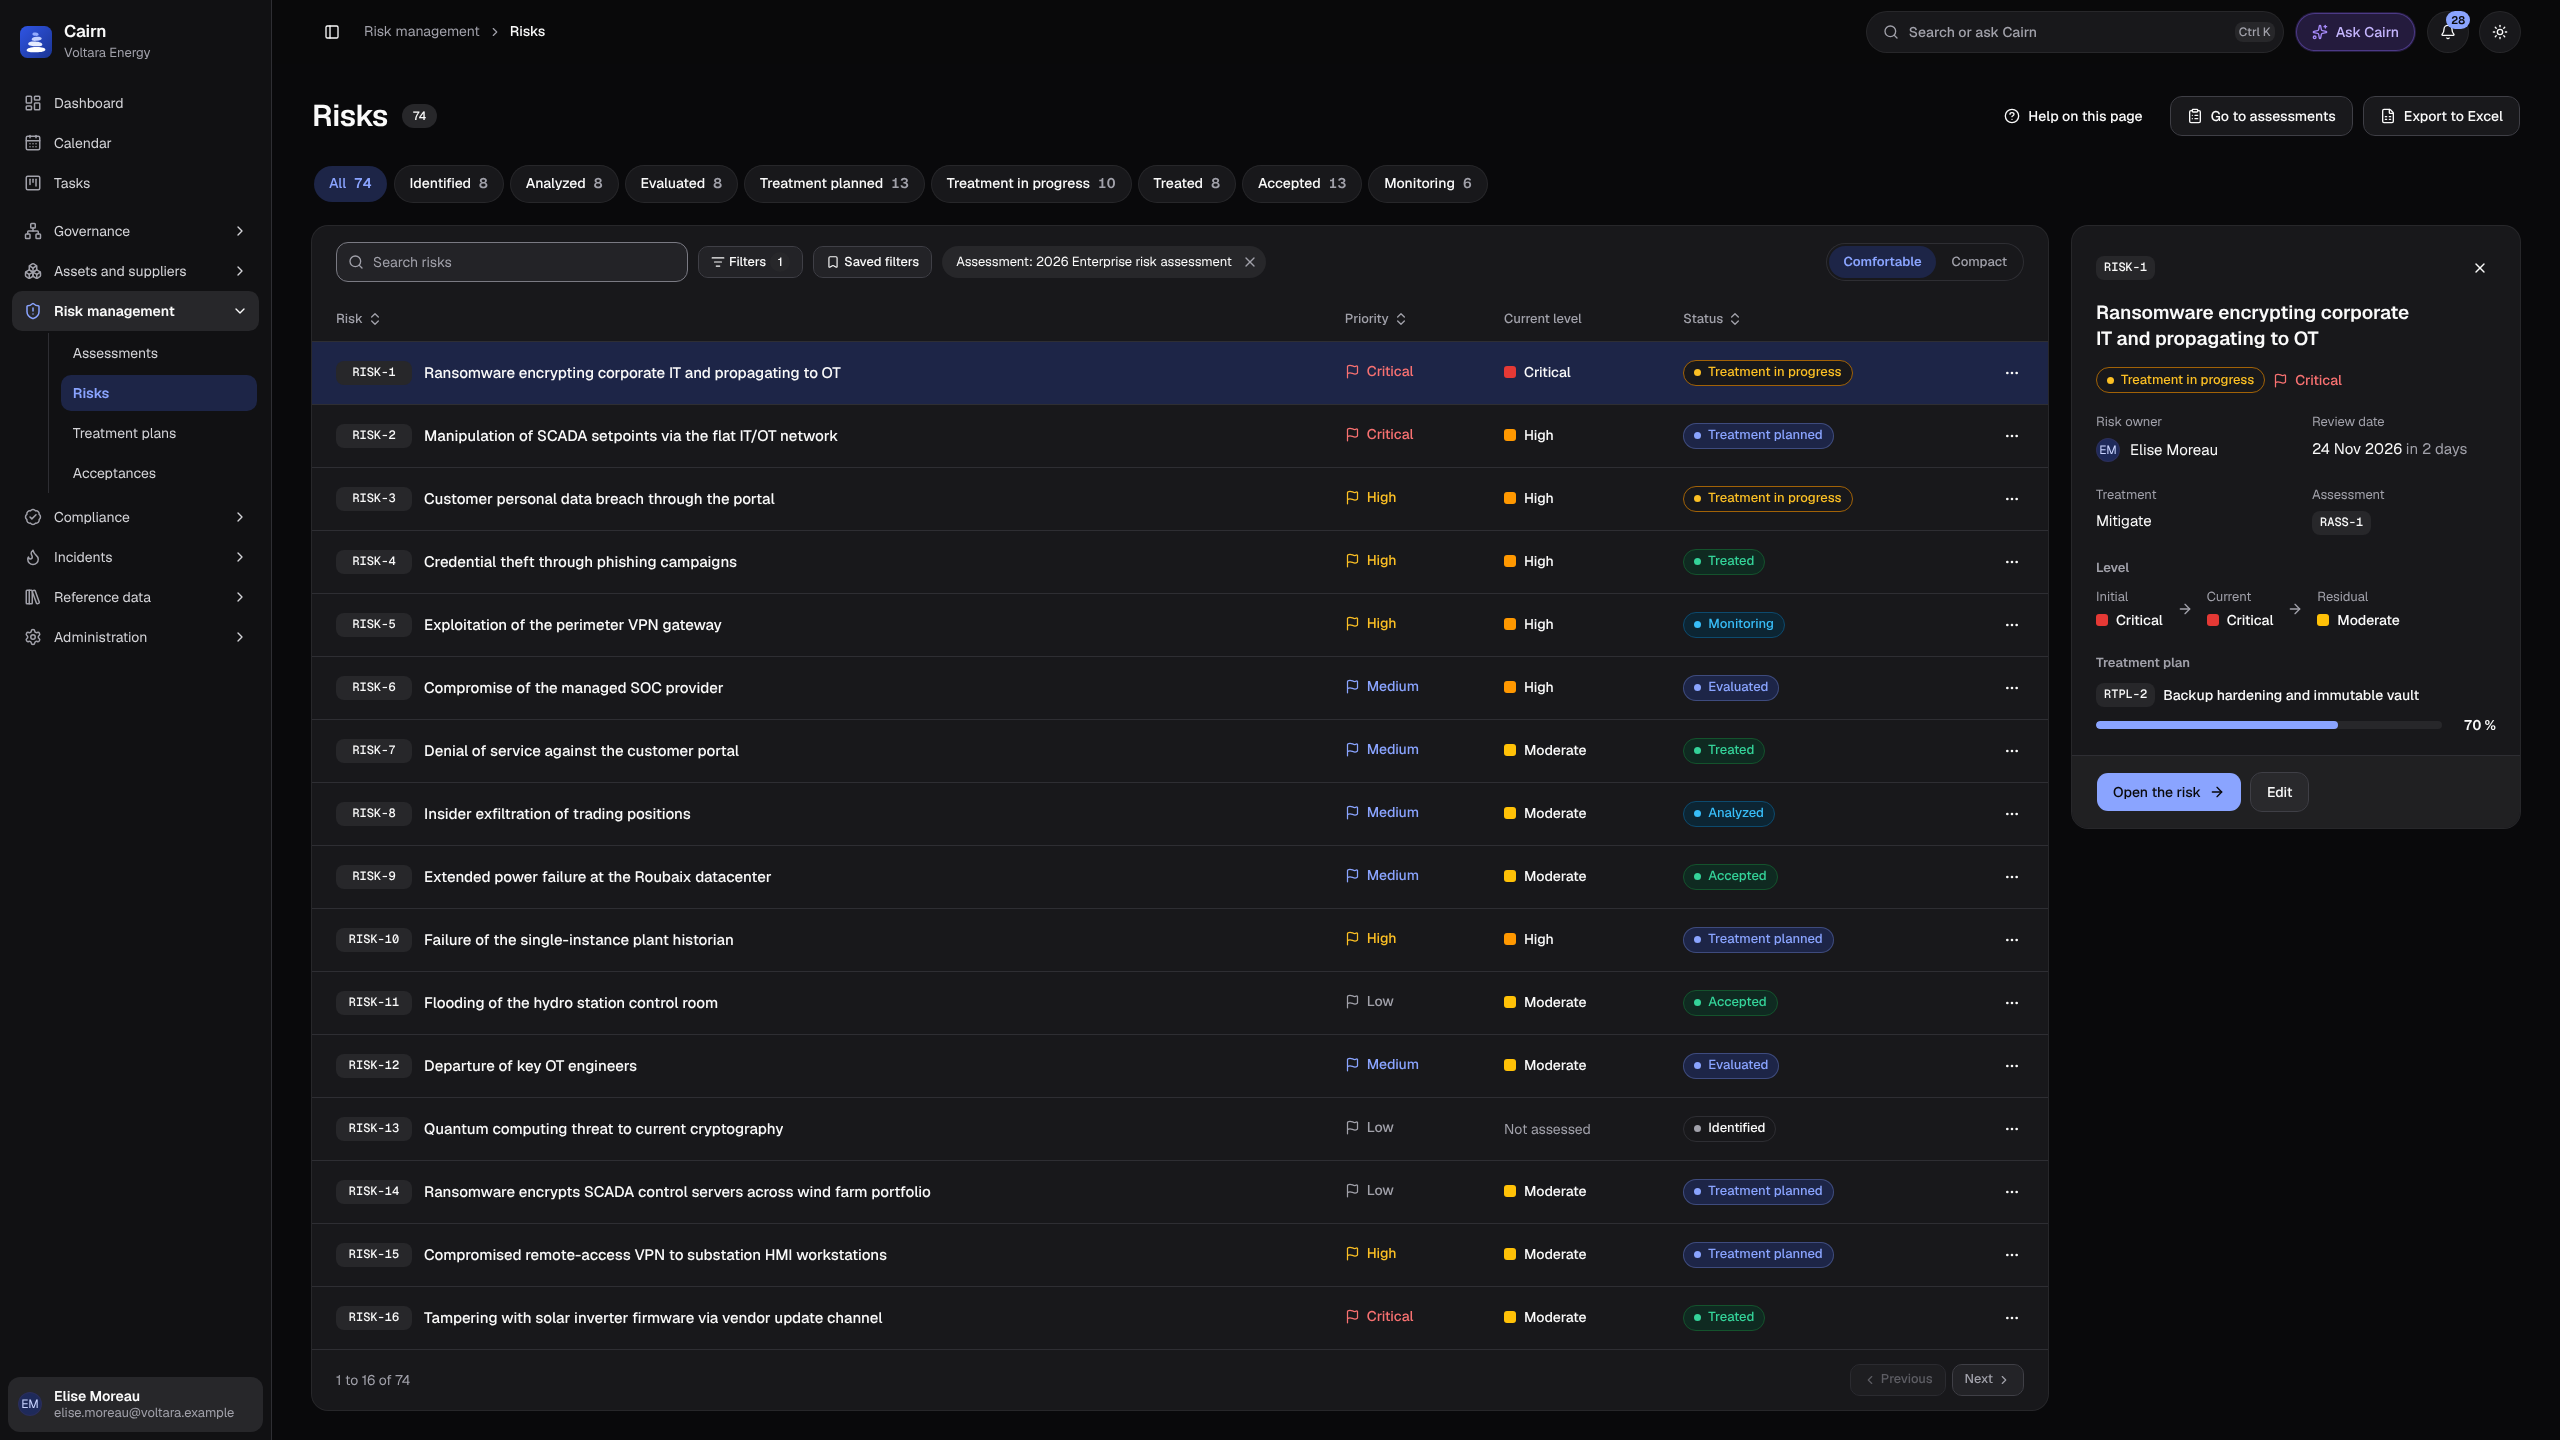 Cairn
Voltara Energy
Dashboard
Calendar
Tasks
Governance
Assets and suppliers
Risk management
Assessments
Risks
Treatment plans
Acceptances
Compliance
Incidents
Reference data
Administration
EM
Elise Moreau
elise.moreau@voltara.example
Risk management > Risks
Search or ask Cairn Ctrl K
Ask Cairn
28
Risks 74
Help on this page
Go to assessments
Export to Excel
All 74
Identified 8
Analyzed 8
Evaluated 8
Treatment planned 13
Treatment in progress 10
Treated 8
Accepted 13
Monitoring 6
Search risks
Filters 1
Saved filters
Assessment: 2026 Enterprise risk assessment
Comfortable Compact
Risk Priority Current level Status
RISK-1 Ransomware encrypting corporate IT and propagating to OT Critical Critical Treatment in progress
RISK-2 Manipulation of SCADA setpoints via the flat IT/OT network Critical High Treatment planned
RISK-3 Customer personal data breach through the portal High High Treatment in progress
RISK-4 Credential theft through phishing campaigns High High Treated
RISK-5 Exploitation of the perimeter VPN gateway High High Monitoring
RISK-6 Compromise of the managed SOC provider Medium High Evaluated
RISK-7 Denial of service against the customer portal Medium Moderate Treated
RISK-8 Insider exfiltration of trading positions Medium Moderate Analyzed
RISK-9 Extended power failure at the Roubaix datacenter Medium Moderate Accepted
RISK-10 Failure of the single-instance plant historian High High Treatment planned
RISK-11 Flooding of the hydro station control room Low Moderate Accepted
RISK-12 Departure of key OT engineers Medium Moderate Evaluated
RISK-13 Quantum computing threat to current cryptography Low Not assessed Identified
RISK-14 Ransomware encrypts SCADA control servers across wind farm portfolio Low Moderate Treatment planned
RISK-15 Compromised remote-access VPN to substation HMI workstations High Moderate Treatment planned
RISK-16 Tampering with solar inverter firmware via vendor update channel Critical Moderate Treated
1 to 16 of 74
Previous
Next
RISK-1
Ransomware encrypting corporate
IT and propagating to OT
Treatment in progress Critical
Risk owner Review date
EM Elise Moreau 24 Nov 2026 in 2 days
Treatment Assessment
Mitigate RASS-1
Level
Initial Current Residual
Critical Critical Moderate
Treatment plan
RTPL-2 Backup hardening and immutable vault
70 %
Open the risk
Edit